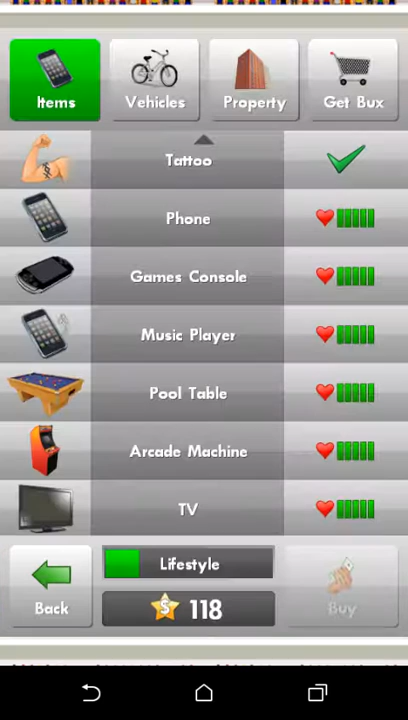 Items
Vehicles
Property
Get Bux
Tattoo
Phone
Games Console
Music Player
Pool Table
Arcade Machine
TV
Lifestyle
Back
118
Buy